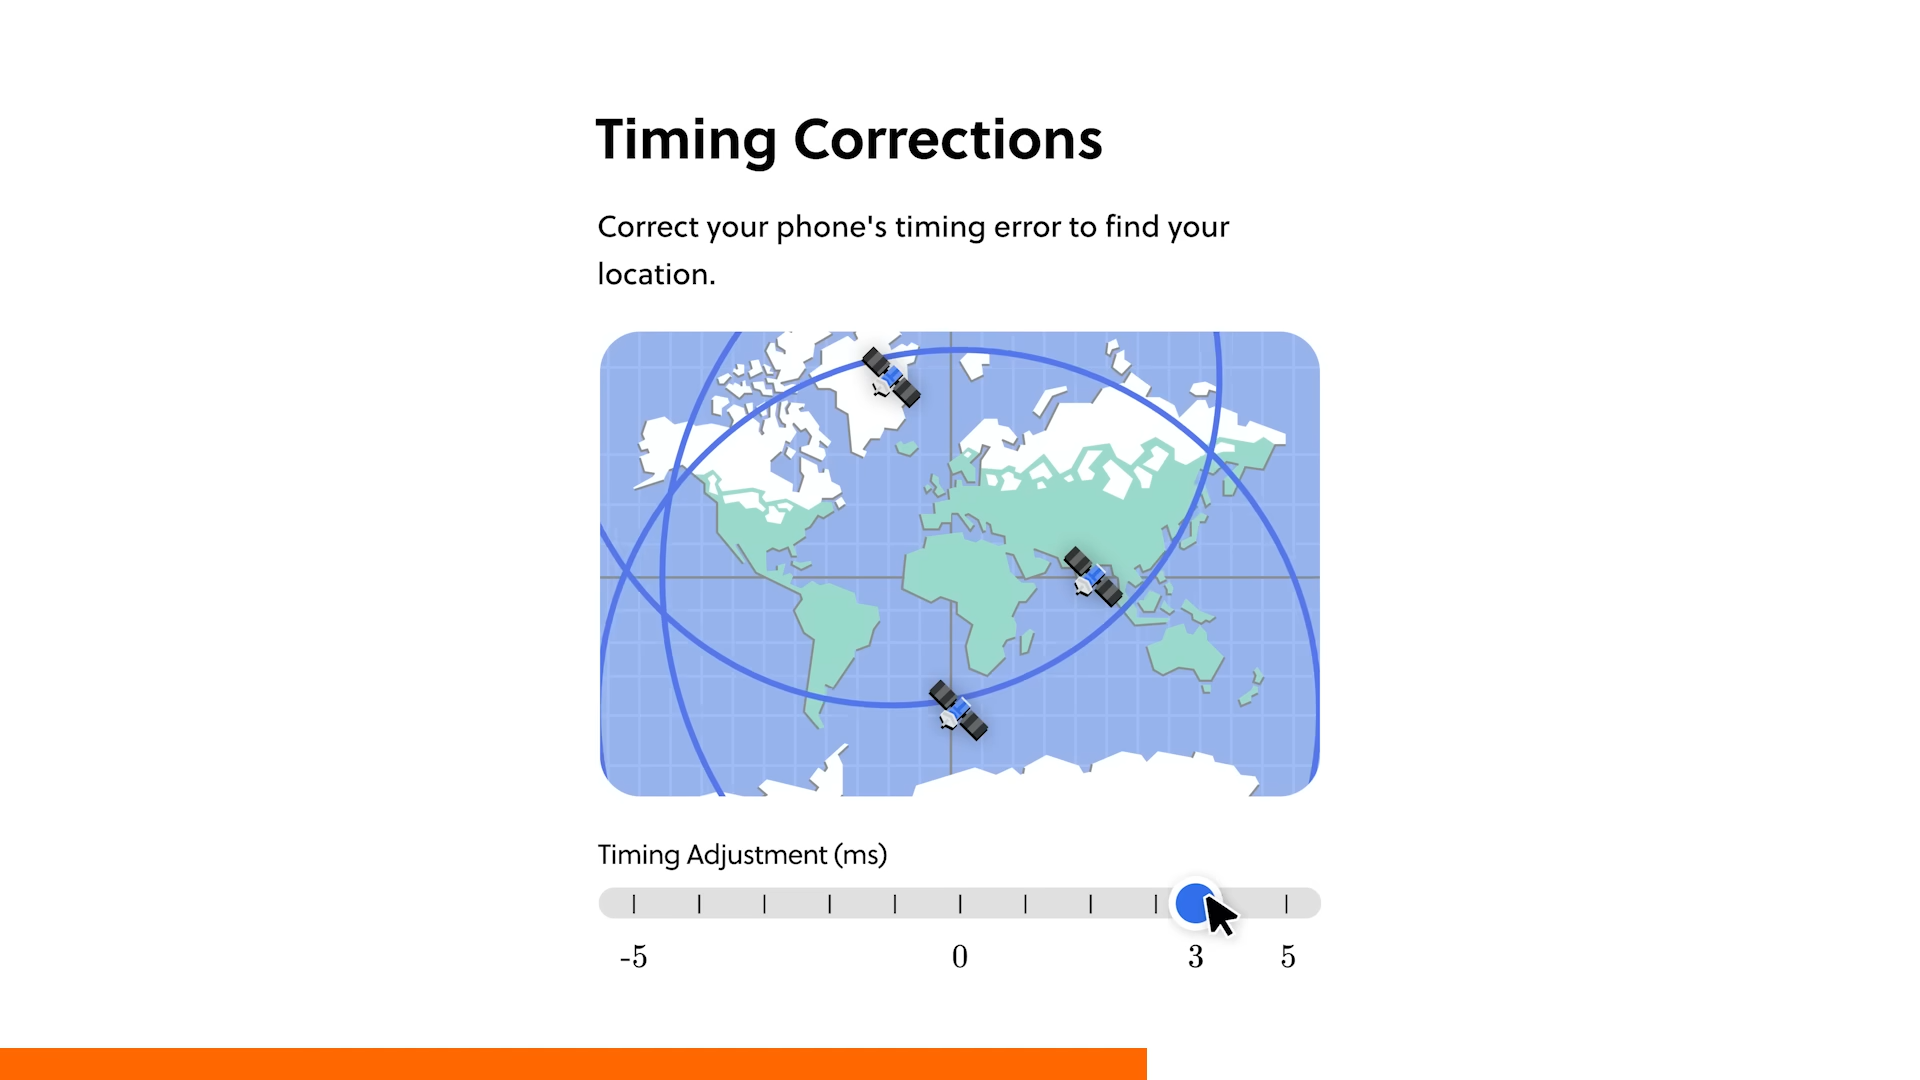 Timing Corrections
Correct your phone's timing error to find your
location.
Timing Adjustment (ms)
-5 0 3 5